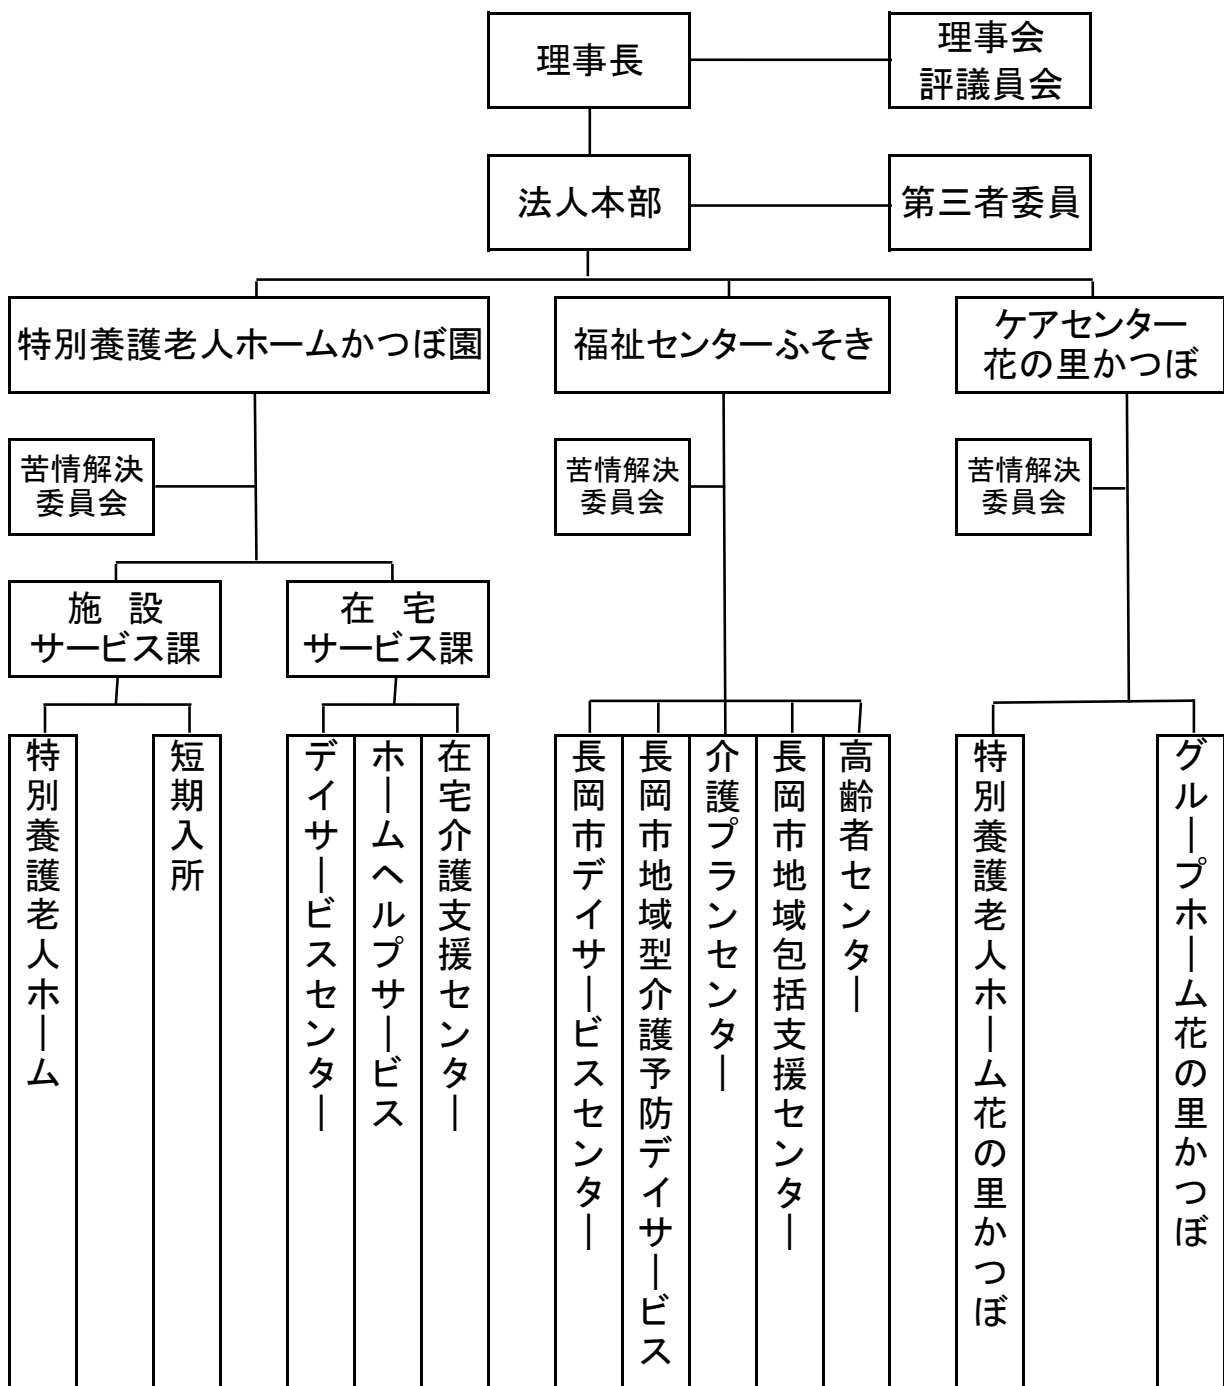 理事長
理事会
評議員会
法人本部
第三者委員
特別養護老人ホームかつぼ園
福祉センターふそき
ケアセンター
花の里かつぼ
苦情解決
委員会
苦情解決
委員会
苦情解決
委員会
施　設
サービス課
在　宅
サービス課
特別養護老人ホーム
短期入所
デイサービスセンター
ホームヘルプサービス
在宅介護支援センター
長岡市デイサービスセンター
長岡市地域型介護予防デイサービス
介護プランセンター
長岡市地域包括支援センター
高齢者センター
特別養護老人ホーム花の里かつぼ
グループホーム花の里かつぼ